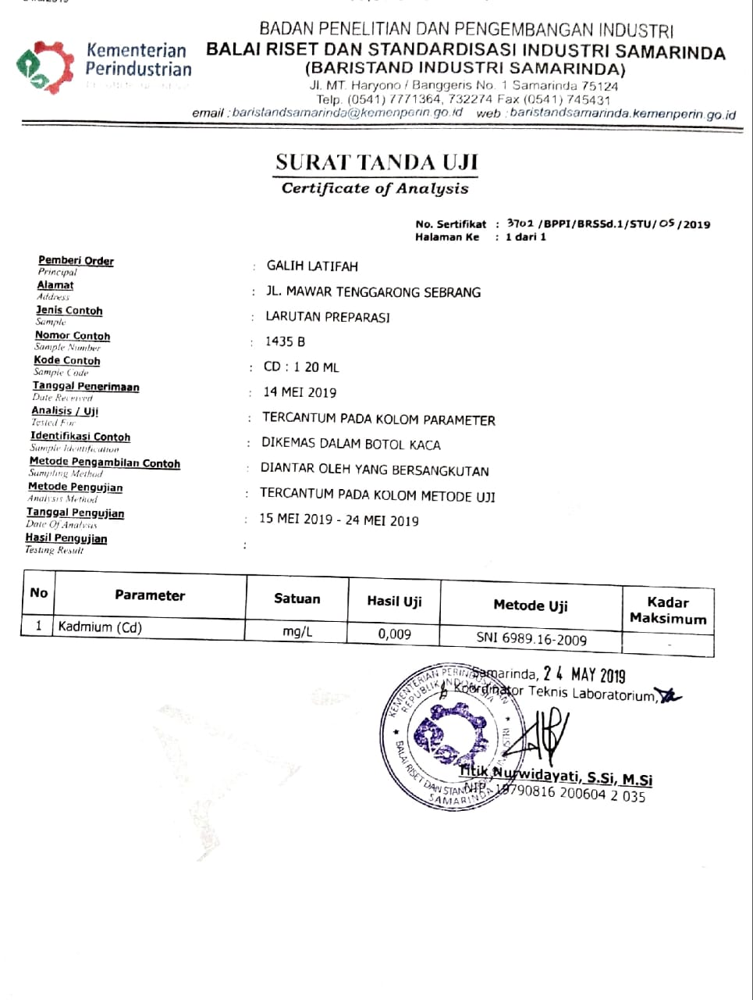 BADAN PENELITIAN DAN PENGEMBANGAN INDUSTRI
Kementerian Perindustrian
BALAI RISET DAN STANDARDISASI INDUSTRI SAMARINDA
(BARISTAND INDUSTRI SAMARINDA)
Jl. MT. Haryono / Banggeris No. 1 Samarinda 75124
Telp. (0541) 7771364, 732274 Fax (0541) 745431
email : baristandsamarinda@kemenperin.go.id web : baristandsamarinda.kemenperin.go.id
SURAT TANDA UJI
Certificate of Analysis
No. Sertifikat : 3702 /BPPI/BRSSd.1/STU/ 05 /2019
Halaman Ke : 1 dari 1
Pemberi Order : GALIH LATIFAH
Principal
Alamat : JL. MAWAR TENGGARONG SEBRANG
Address
Jenis Contoh : LARUTAN PREPARASI
Sample
Nomor Contoh : 1435 B
Sample Number
Kode Contoh : CD : 1 20 ML
Sample Code
Tanggal Penerimaan : 14 MEI 2019
Date Received
Analisis / Uji : TERCANTUM PADA KOLOM PARAMETER
Tested For
Identifikasi Contoh : DIKEMAS DALAM BOTOL KACA
Sample Identification
Metode Pengambilan Contoh : DIANTAR OLEH YANG BERSANGKUTAN
Sampling Method
Metode Pengujian : TERCANTUM PADA KOLOM METODE UJI
Analysis Method
Tanggal Pengujian : 15 MEI 2019 - 24 MEI 2019
Date Of Analysis
Hasil Pengujian :
Testing Result
No Parameter Satuan Hasil Uji Metode Uji Kadar Maksimum
1 Kadmium (Cd) mg/L 0,009 SNI 6989.16-2009 -
Samarinda, 24 MAY 2019
Koordinator Teknis Laboratorium,
KEMENTERIAN PERINDUSTRIAN
REPUBLIK INDONESIA
BALAI RISET DAN STANDARDISASI INDUSTRI
SAMARINDA
Titik Nurwidayati, S.Si, M.Si
NIP. 19790816 200604 2 035